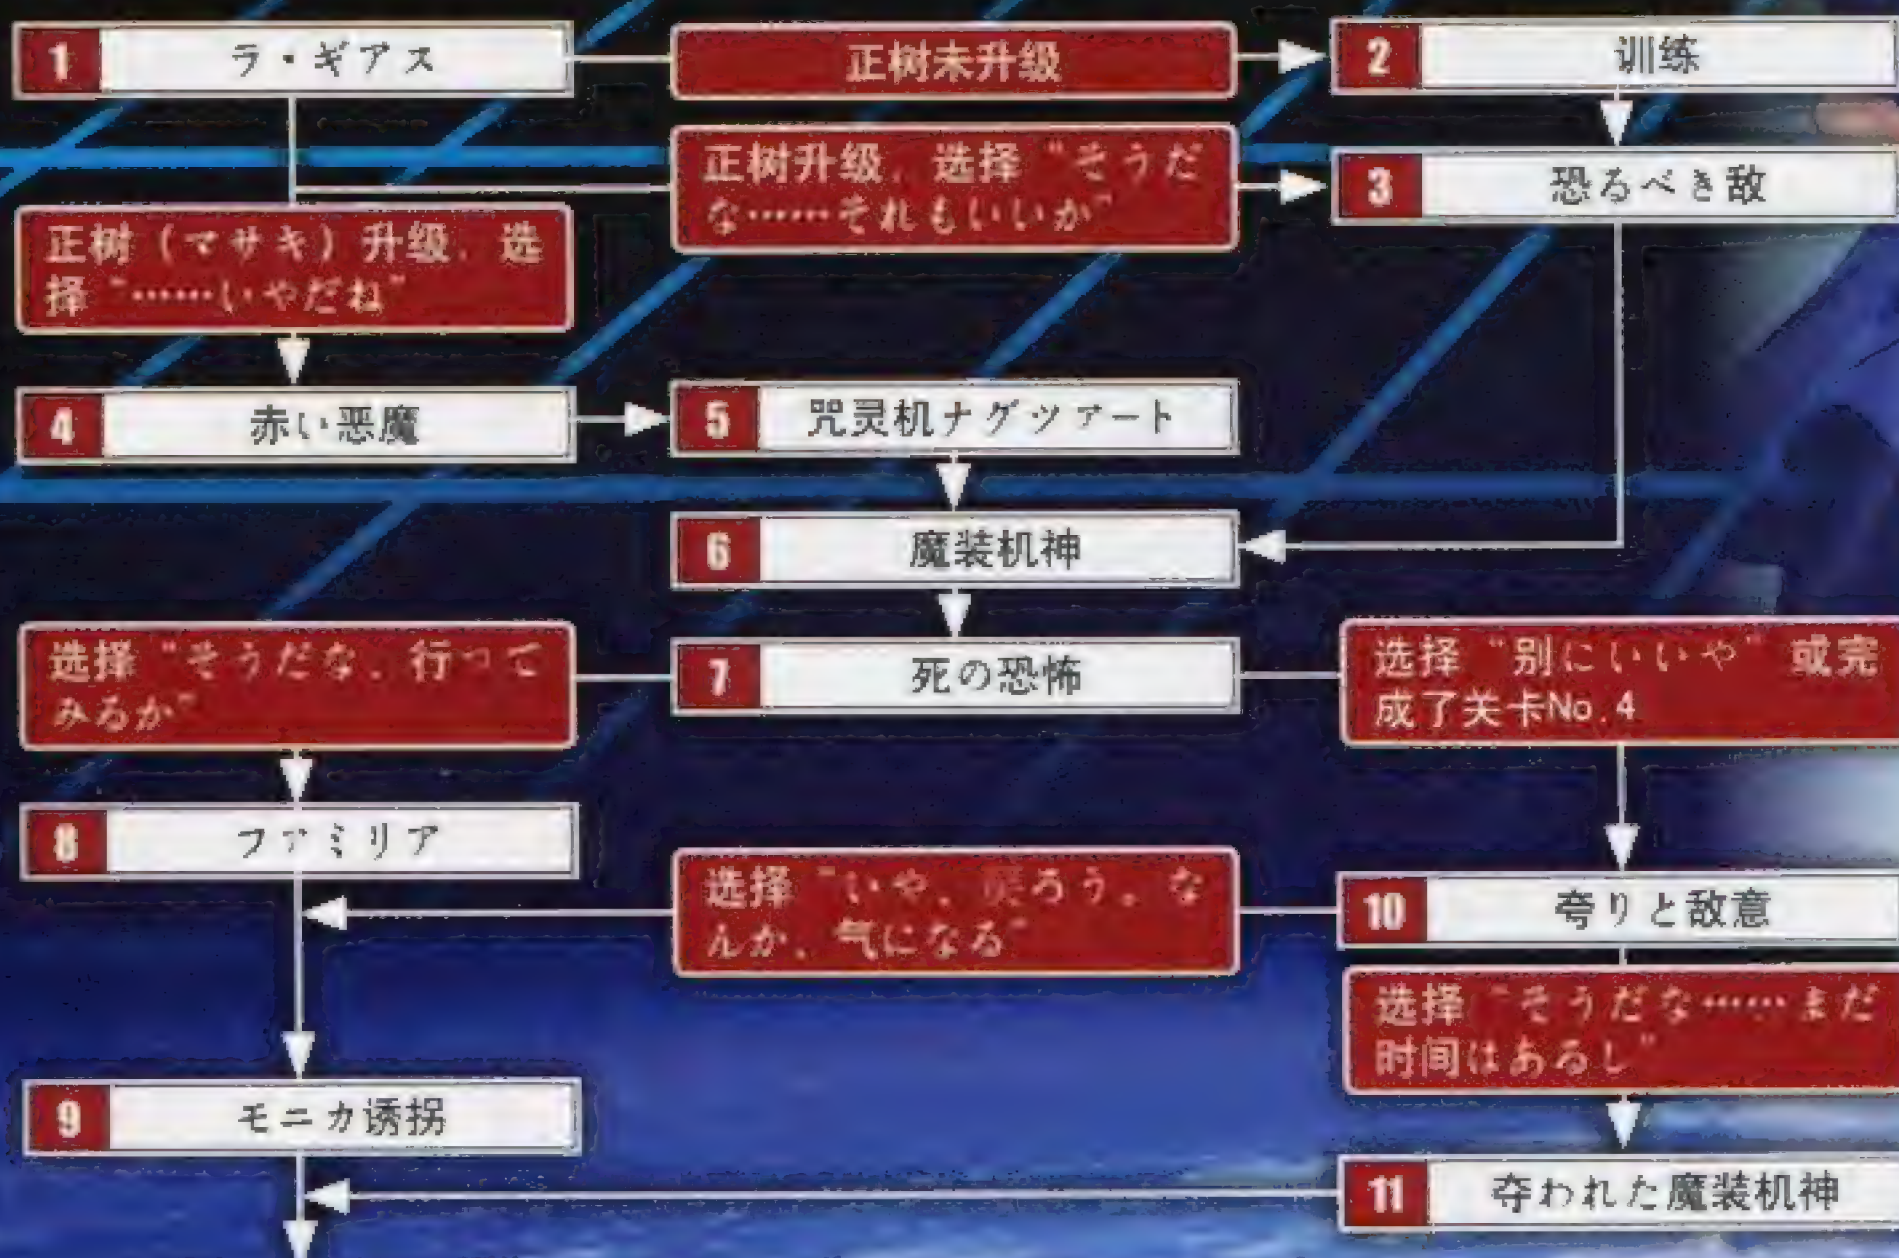 1 ラ・ギアス
正树未升级
2 训练
正树升级，选择“そうだ
な……それもいいか”
3 恐るべき敌
正树（マサキ）升级，选
择“……いやだね”
4 赤い恶魔
5 咒灵机ナグツァート
6 魔装机神
选择“そうだな、行って
みるか”
7 死の恐怖
选择“别にいいや”或完
成了关卡No.4
8 ファミリア
选择“いや、戻ろう。な
んか、气になる”
10 夸りと敌意
选择“そうだな……まだ
时间はあるし”
9 モニカ诱拐
11 夺われた魔装机神